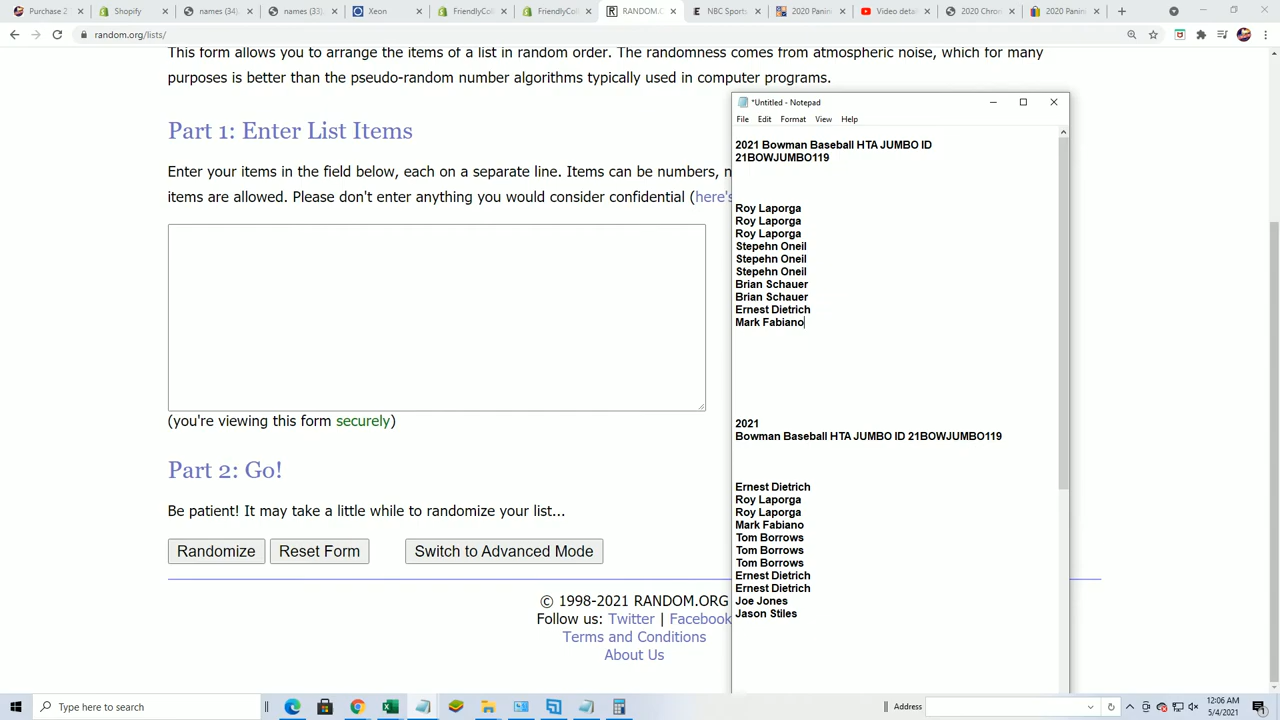 Purchase 2
Shopify
names (34).
names (33).
Xeon
FriendlyCol
FriendlyCol
RANDOM.O
NBC Sports
2020 Panin
Video detai
2020 Chron
2020 Panin
random.org/lists/
This form allows you to arrange the items of a list in random order. The randomness comes from atmospheric noise, which for many
purposes is better than the pseudo-random number algorithms typically used in computer programs.
Part 1: Enter List Items
Enter your items in the field below, each on a separate line. Items can be numbers, n
items are allowed. Please don't enter anything you would consider confidential (here's
(you're viewing this form securely)
Part 2: Go!
Be patient! It may take a little while to randomize your list...
Randomize
Reset Form
Switch to Advanced Mode
© 1998-2021 RANDOM.ORG
Follow us: Twitter | Facebook
Terms and Conditions
About Us
*Untitled - Notepad
File Edit Format View Help
2021 Bowman Baseball HTA JUMBO ID
21BOWJUMBO119
Roy Laporga
Roy Laporga
Roy Laporga
Stepehn Oneil
Stepehn Oneil
Stepehn Oneil
Brian Schauer
Brian Schauer
Ernest Dietrich
Mark Fabiano
2021
Bowman Baseball HTA JUMBO ID 21BOWJUMBO119
Ernest Dietrich
Roy Laporga
Roy Laporga
Mark Fabiano
Tom Borrows
Tom Borrows
Tom Borrows
Ernest Dietrich
Ernest Dietrich
Joe Jones
Jason Stiles
Type here to search
Address
12:06 AM
5/4/2021